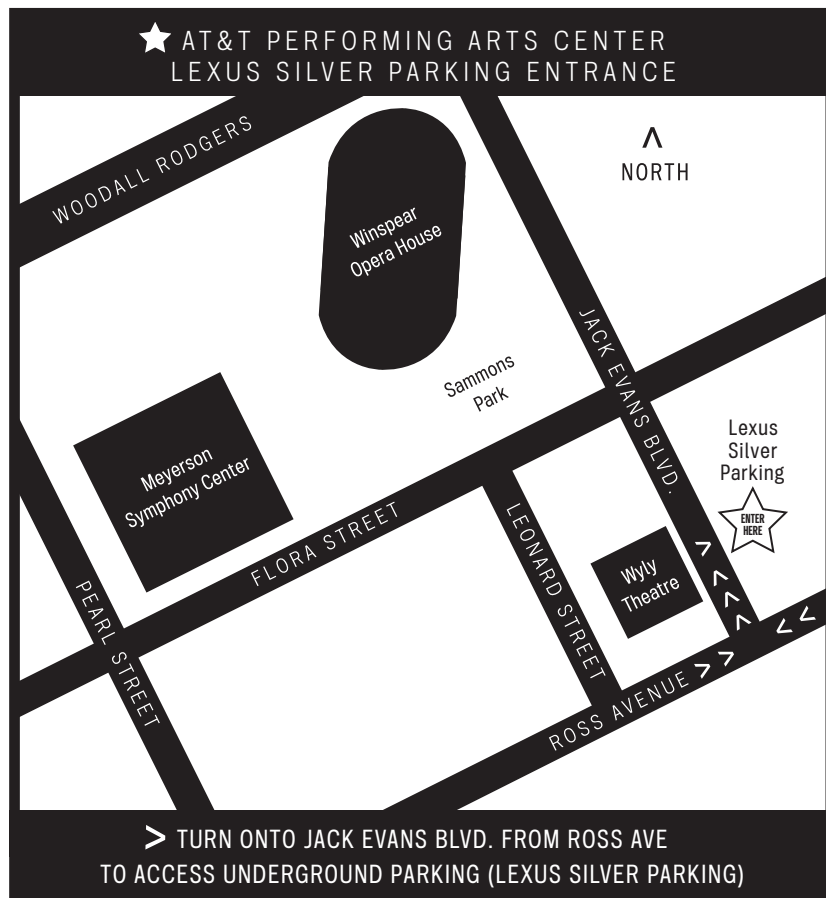 AT&T PERFORMING ARTS CENTER
LEXUS SILVER PARKING ENTRANCE
WOODALL RODGERS
NORTH
Winspear
Opera House
JACK EVANS BLVD.
Sammons
Park
Lexus
Silver
Parking
ENTER
HERE
Meyerson
Symphony Center
FLORA STREET
LEONARD STREET
Wyly
Theatre
PEARL STREET
ROSS AVENUE
> TURN ONTO JACK EVANS BLVD. FROM ROSS AVE
TO ACCESS UNDERGROUND PARKING (LEXUS SILVER PARKING)